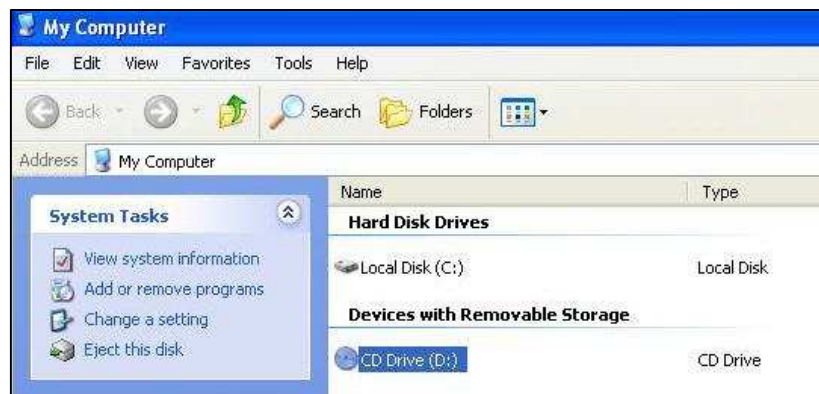 My Computer
File Edit View Favorites Tools Help
Back Search Folders
Address My Computer
System Tasks
View system information
Add or remove programs
Change a setting
Eject this disk
Name Type
Hard Disk Drives
Local Disk (C:) Local Disk
Devices with Removable Storage
CD Drive (D:) CD Drive